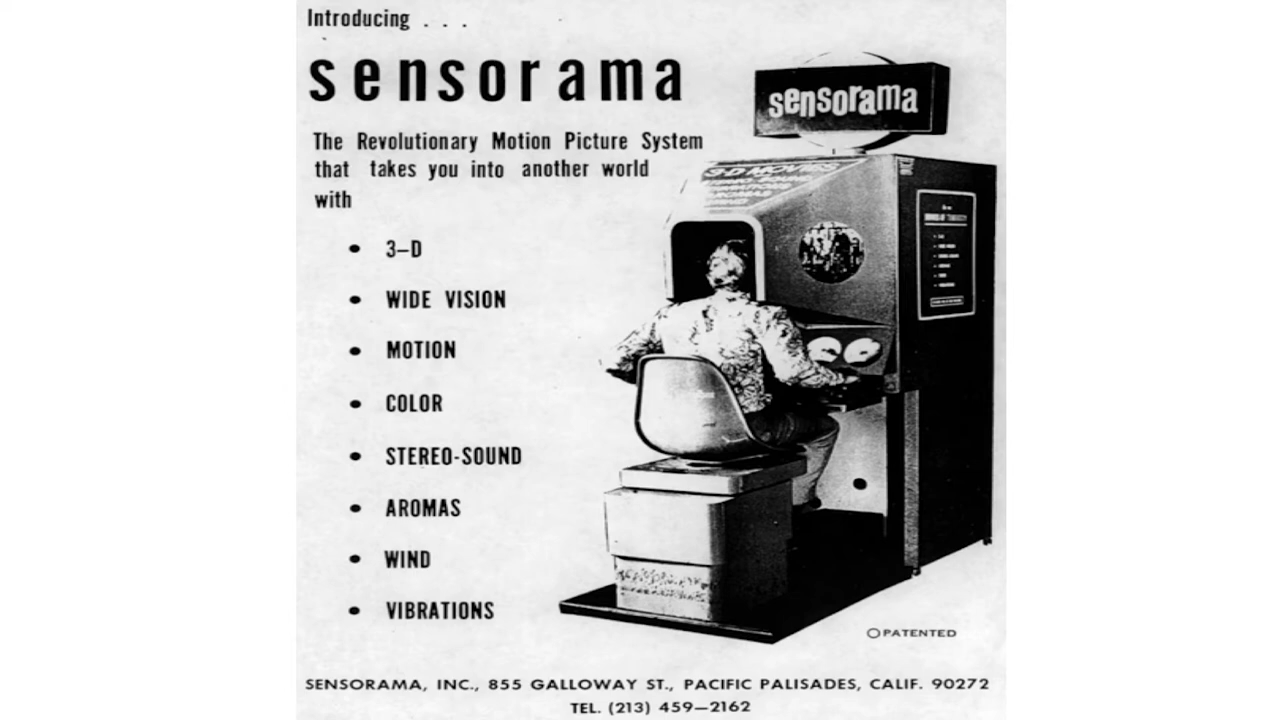 Introducing . . .
sensorama
The Revolutionary Motion Picture System
that takes you into another world
with
• 3–D
• WIDE VISION
• MOTION
• COLOR
• STEREO-SOUND
• AROMAS
• WIND
• VIBRATIONS
sensorama
3-D MOVIES
PATENTED
SENSORAMA, INC., 855 GALLOWAY ST., PACIFIC PALISADES, CALIF. 90272
TEL. (213) 459–2162